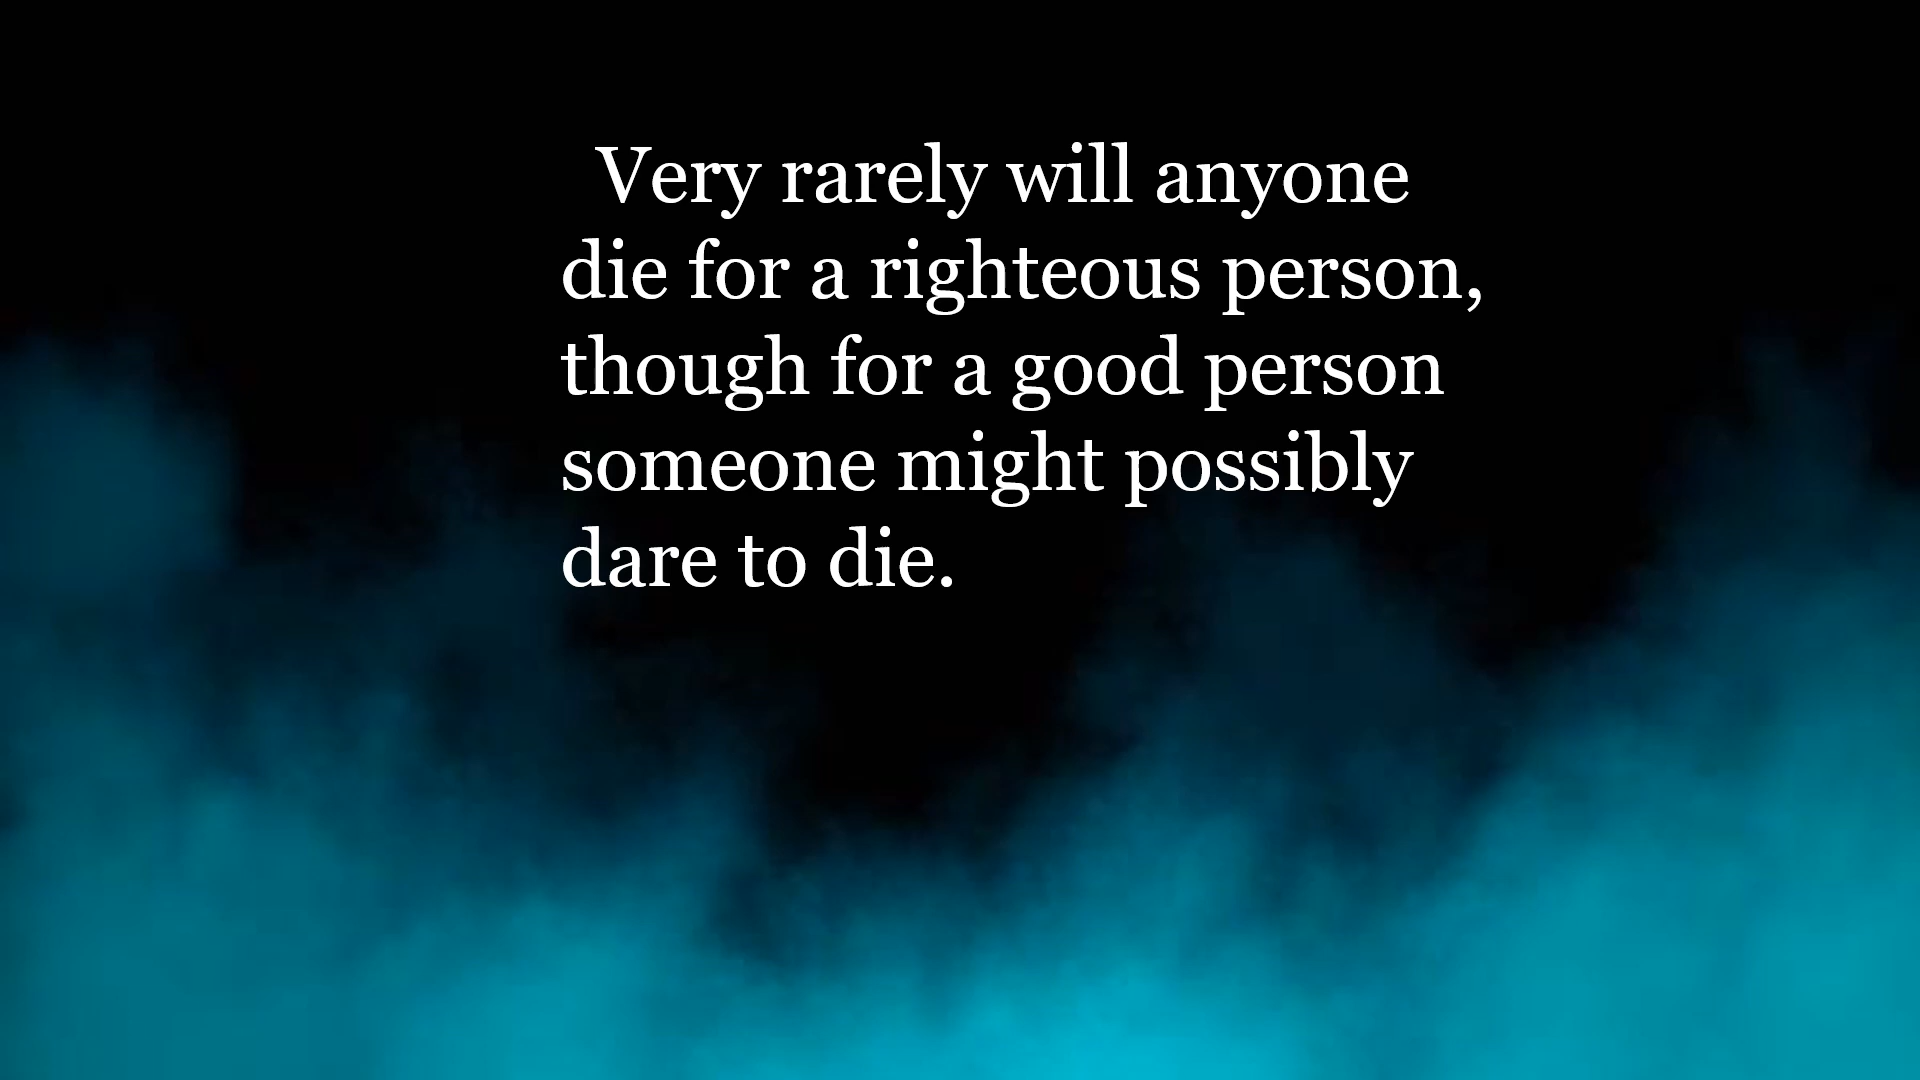 Very rarely will anyone
die for a righteous person,
though for a good person
someone might possibly
dare to die.